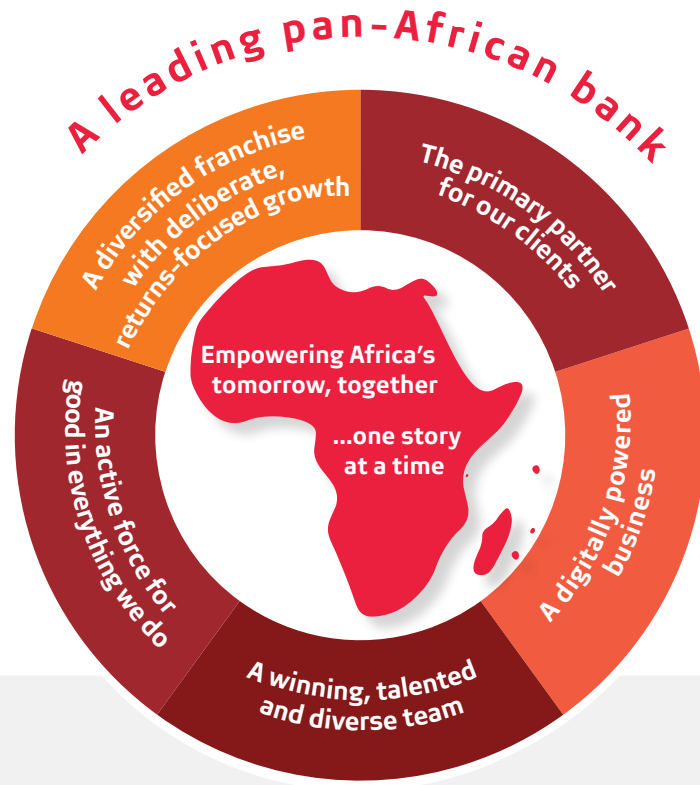 A leading pan-African bank
A diversified franchise
with deliberate,
returns-focused growth
The primary partner
for our clients
A digitally powered
business
A winning, talented
and diverse team
An active force for
good in everything we do
Empowering Africa's
tomorrow, together
...one story
at a time